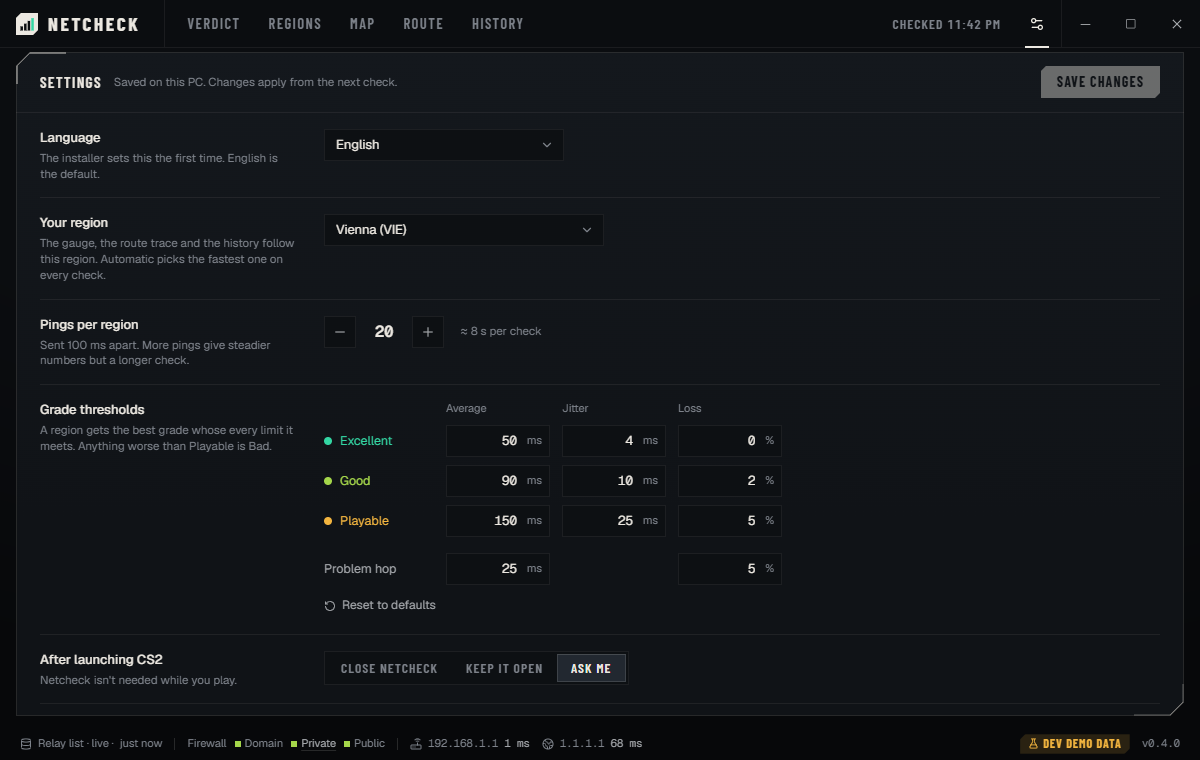 NETCHECK
VERDICT REGIONS MAP ROUTE HISTORY
CHECKED 11:42 PM
SETTINGS Saved on this PC. Changes apply from the next check.
SAVE CHANGES
Language
The installer sets this the first time. English is
the default.
English
Your region
The gauge, the route trace and the history follow
this region. Automatic picks the fastest one on
every check.
Vienna (VIE)
Pings per region
Sent 100 ms apart. More pings give steadier
numbers but a longer check.
− 20 + ≈ 8 s per check
Grade thresholds
A region gets the best grade whose every limit it
meets. Anything worse than Playable is Bad.
Average Jitter Loss
Excellent 50 ms 4 ms 0 %
Good 90 ms 10 ms 2 %
Playable 150 ms 25 ms 5 %
Problem hop 25 ms 5 %
Reset to defaults
After launching CS2
Netcheck isn't needed while you play.
CLOSE NETCHECK KEEP IT OPEN ASK ME
Relay list · live · just now Firewall Domain Private Public 192.168.1.1 1 ms 1.1.1.1 68 ms
DEV DEMO DATA v0.4.0